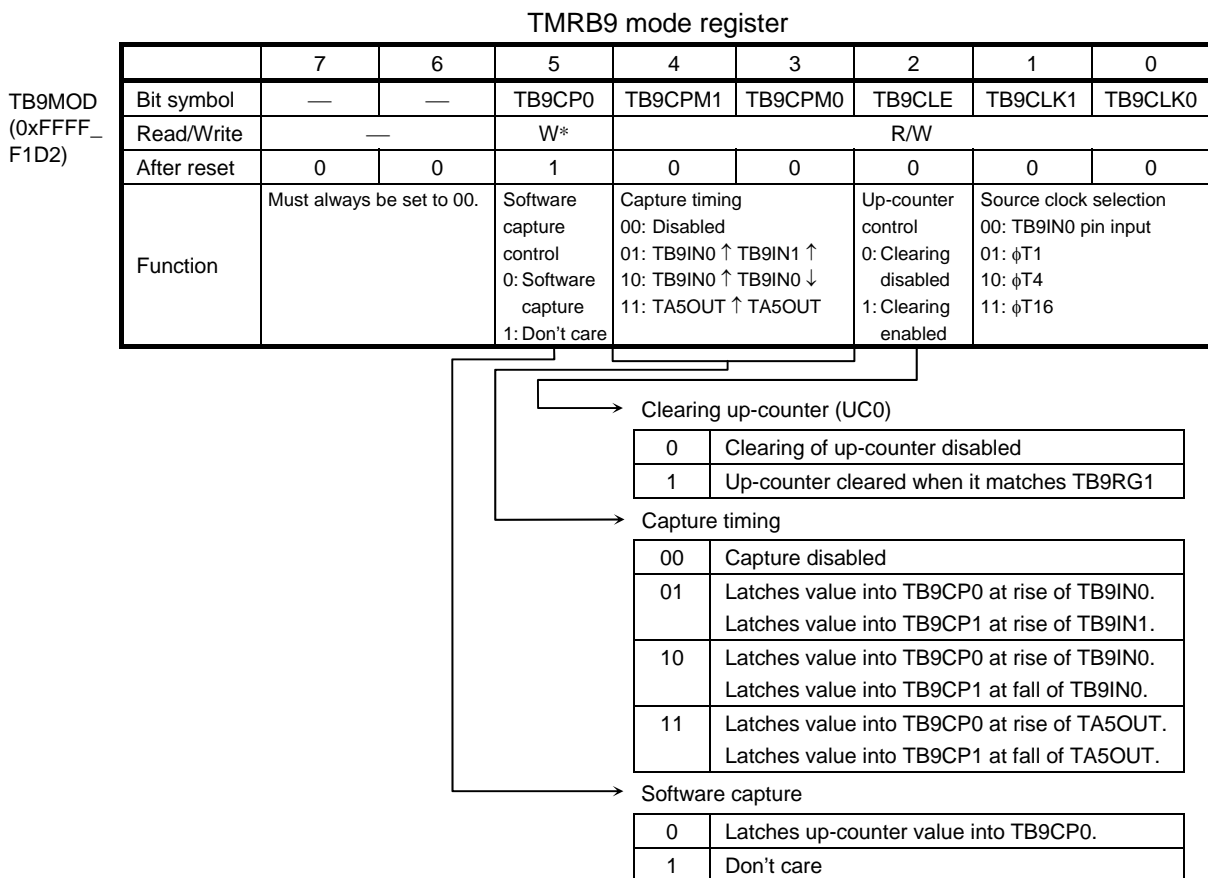 TMRB9 mode register
7 6 5 4 3 2 1 0
TB9MOD
(0xFFFF_
F1D2)
Bit symbol — — TB9CP0 TB9CPM1 TB9CPM0 TB9CLE TB9CLK1 TB9CLK0
Read/Write — W* R/W
After reset 0 0 1 0 0 0 0 0
Function
Must always be set to 00.
Software
capture
control
0: Software
capture
1: Don't care
Capture timing
00: Disabled
01: TB9IN0 ↑ TB9IN1 ↑
10: TB9IN0 ↑ TB9IN0 ↓
11: TA5OUT ↑ TA5OUT
Up-counter
control
0: Clearing
disabled
1: Clearing
enabled
Source clock selection
00: TB9IN0 pin input
01: ϕT1
10: ϕT4
11: ϕT16
Clearing up-counter (UC0)
0 Clearing of up-counter disabled
1 Up-counter cleared when it matches TB9RG1
Capture timing
00 Capture disabled
01 Latches value into TB9CP0 at rise of TB9IN0.
Latches value into TB9CP1 at rise of TB9IN1.
10 Latches value into TB9CP0 at rise of TB9IN0.
Latches value into TB9CP1 at fall of TB9IN0.
11 Latches value into TB9CP0 at rise of TA5OUT.
Latches value into TB9CP1 at fall of TA5OUT.
Software capture
0 Latches up-counter value into TB9CP0.
1 Don't care